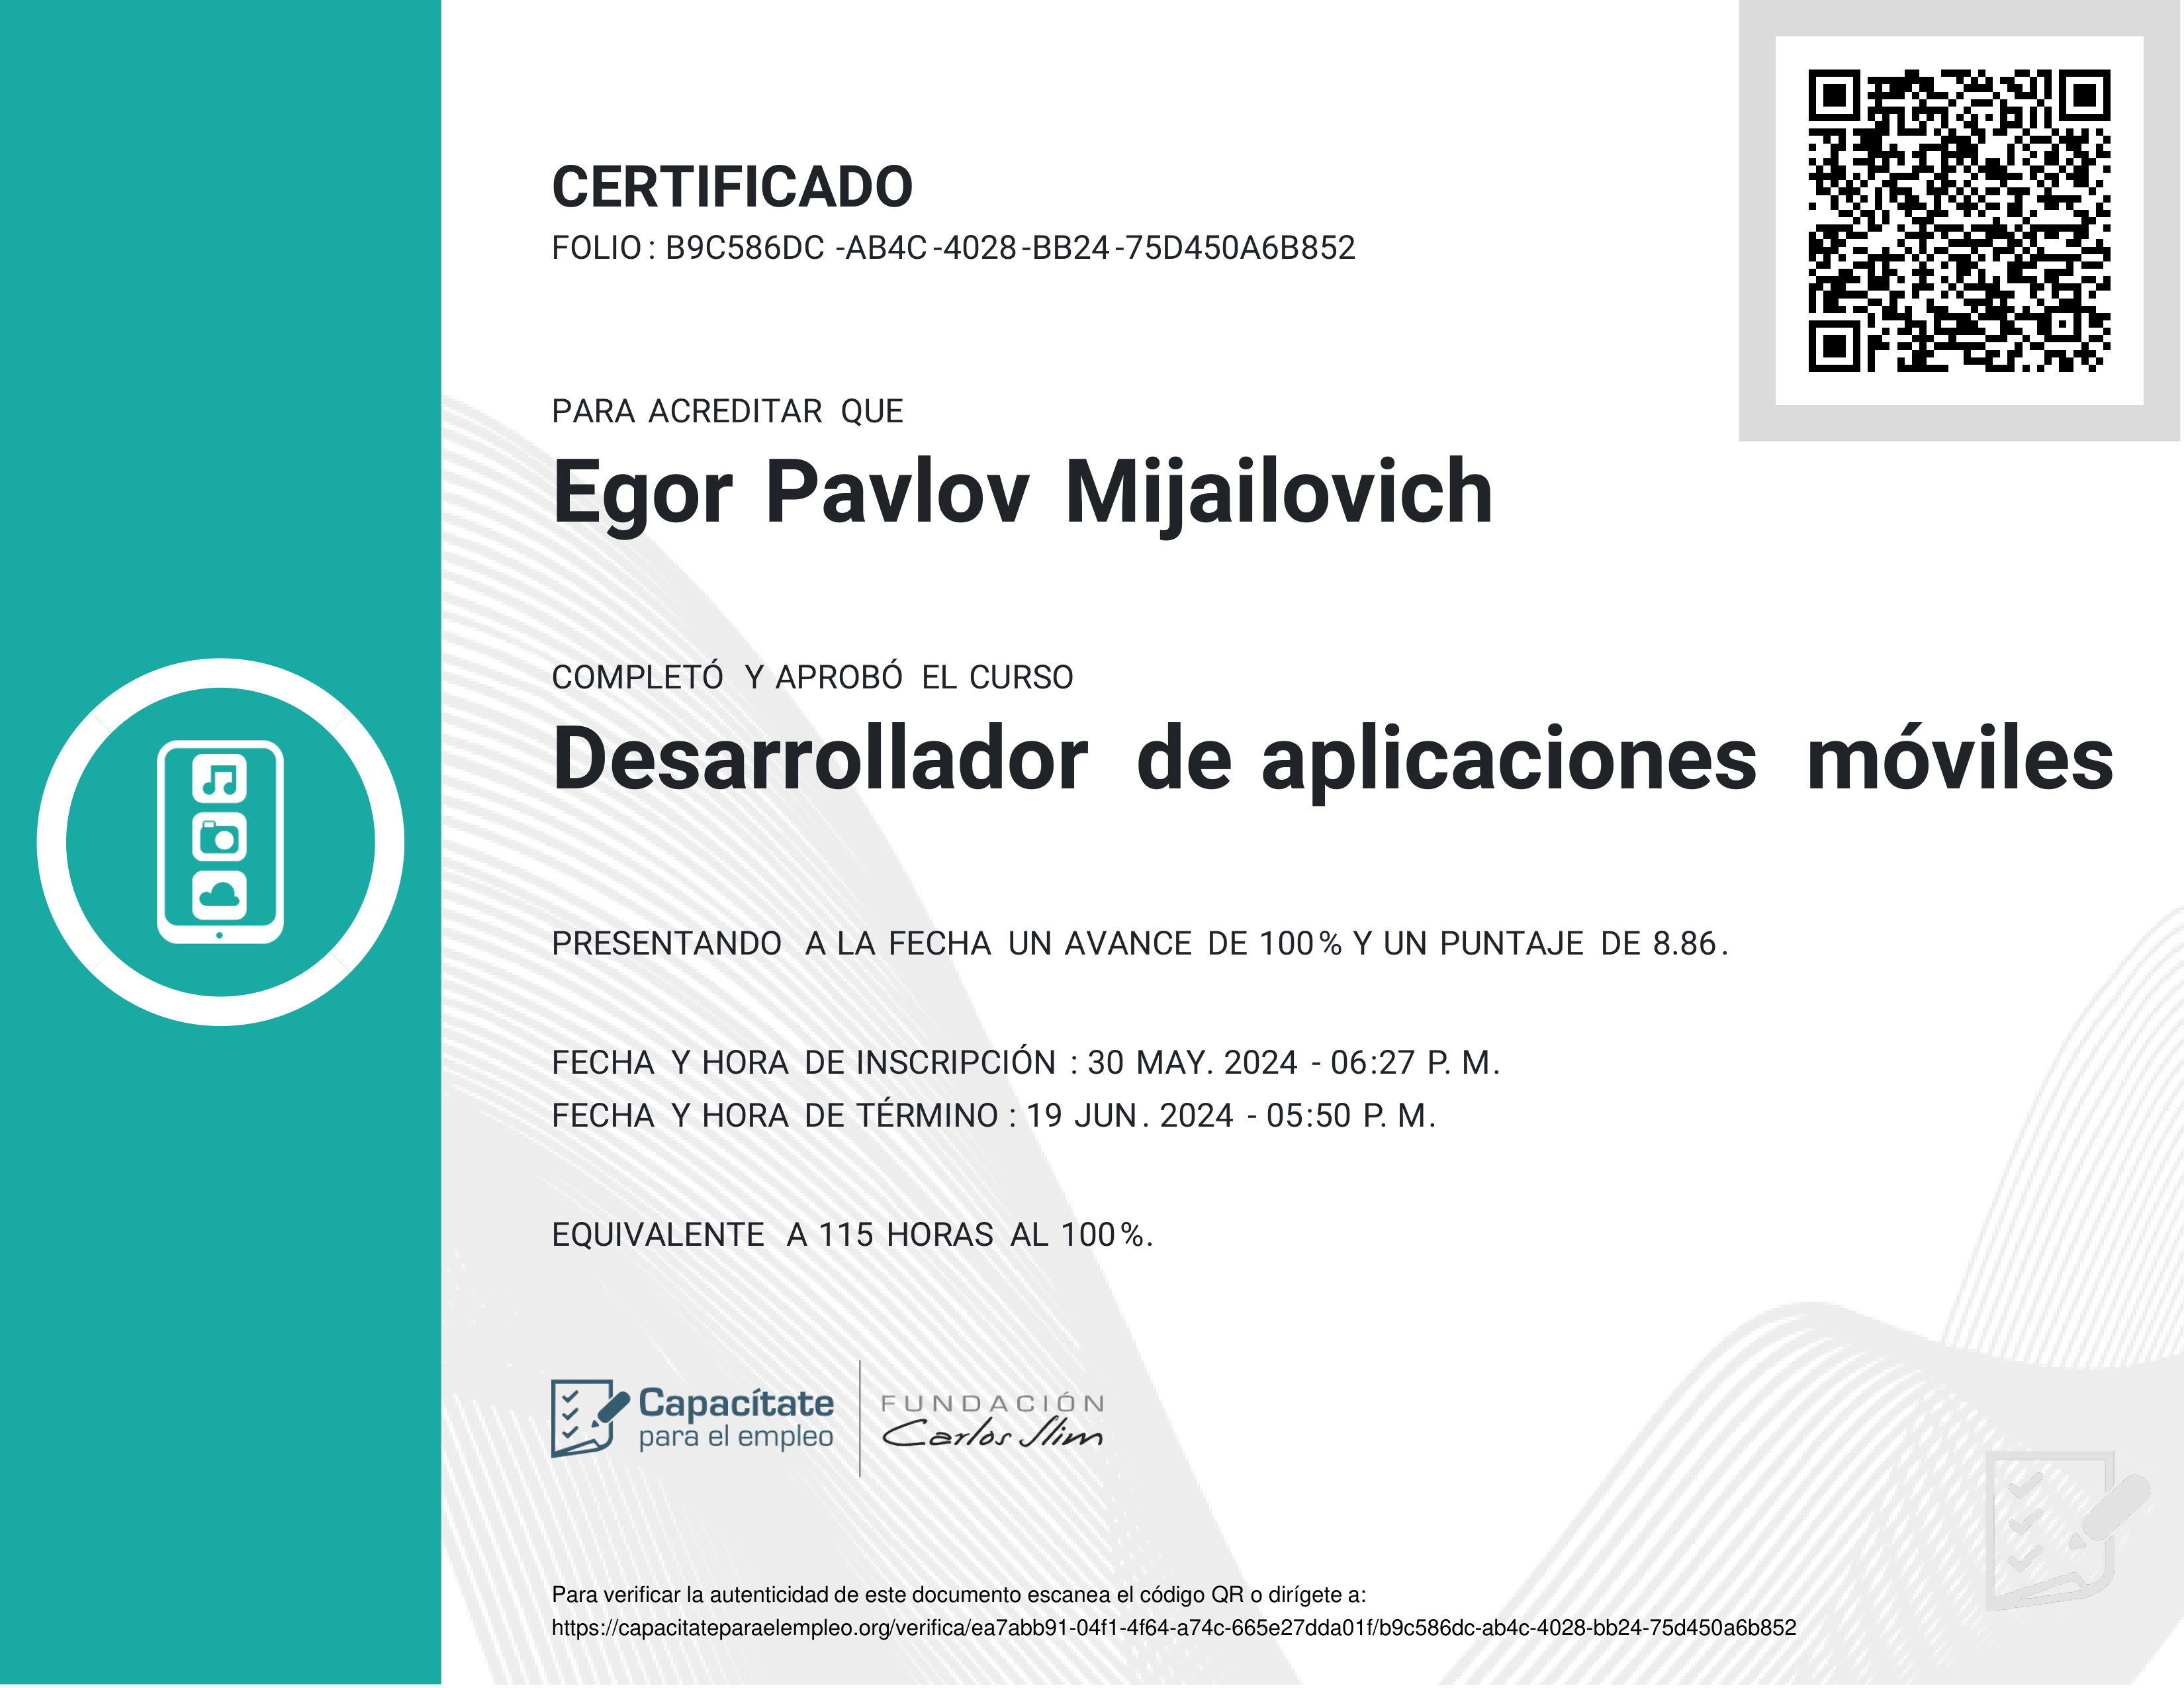 CERTIFICADO
FOLIO: B9C586DC-AB4C-4028-BB24-75D450A6B852
PARA ACREDITAR QUE
Egor Pavlov Mijailovich
COMPLETÓ Y APROBÓ EL CURSO
Desarrollador de aplicaciones móviles
PRESENTANDO A LA FECHA UN AVANCE DE 100% Y UN PUNTAJE DE 8.86.
FECHA Y HORA DE INSCRIPCIÓN : 30 MAY. 2024 - 06:27 P. M.
FECHA Y HORA DE TÉRMINO : 19 JUN. 2024 - 05:50 P. M.
EQUIVALENTE A 115 HORAS AL 100%.
Capacítate
para el empleo
FUNDACIÓN
Carlos Slim
Para verificar la autenticidad de este documento escanea el código QR o dirígete a:
https://capacitateparaelempleo.org/verifica/ea7abb91-04f1-4f64-a74c-665e27dda01f/b9c586dc-ab4c-4028-bb24-75d450a6b852